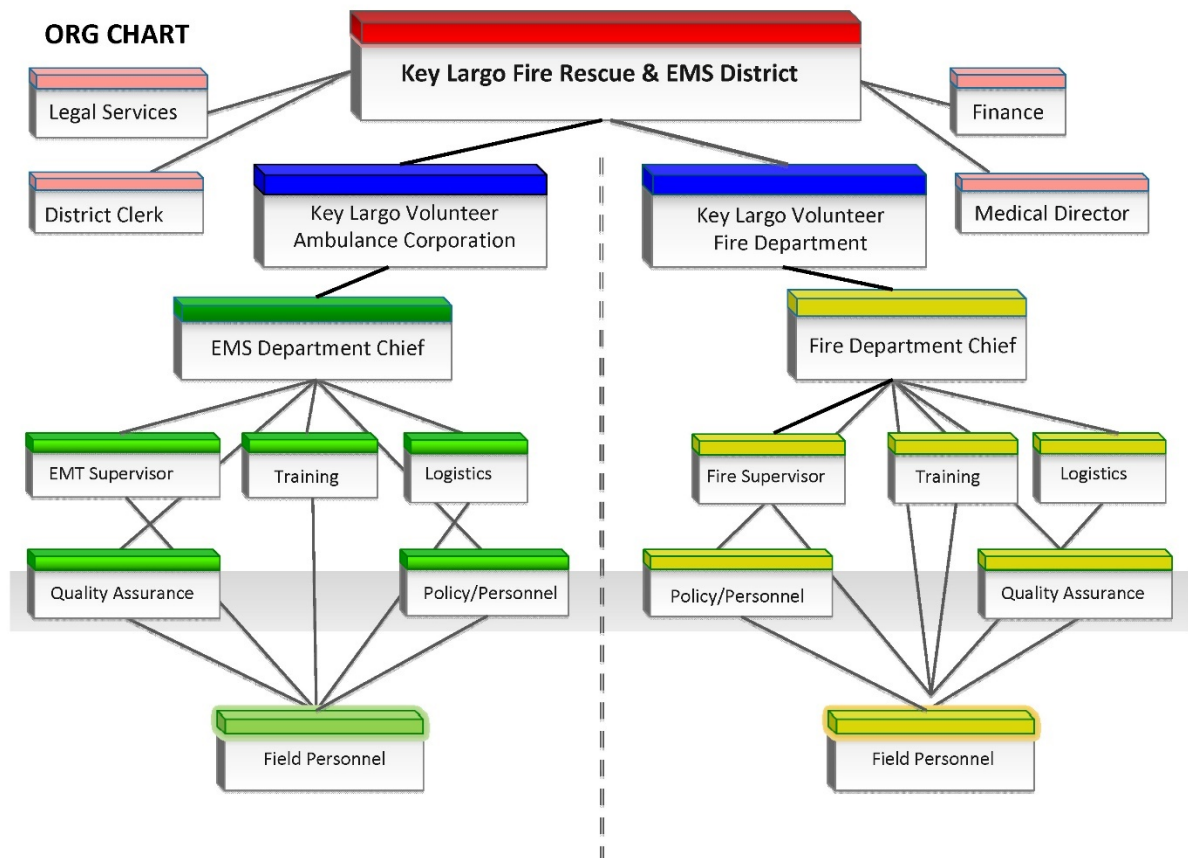 ORG CHART
Key Largo Fire Rescue & EMS District
Legal Services
Finance
District Clerk
Key Largo Volunteer
Ambulance Corporation
Key Largo Volunteer
Fire Department
Medical Director
EMS Department Chief
Fire Department Chief
EMT Supervisor
Training
Logistics
Fire Supervisor
Training
Logistics
Quality Assurance
Policy/Personnel
Policy/Personnel
Quality Assurance
Field Personnel
Field Personnel